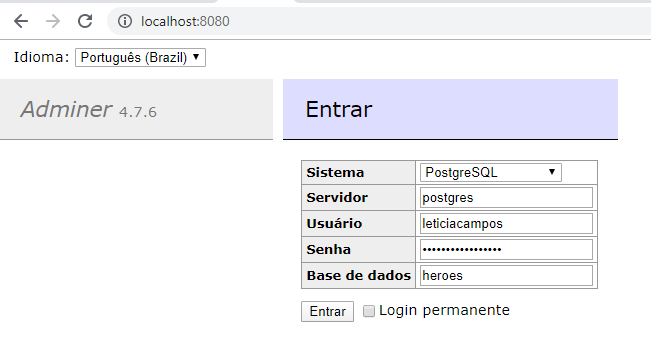 localhost:8080
Idioma: Português (Brazil)
Adminer 4.7.6
Entrar
Sistema PostgreSQL
Servidor postgres
Usuário leticiacampos
Senha •••••••••••••••••
Base de dados heroes
Entrar Login permanente